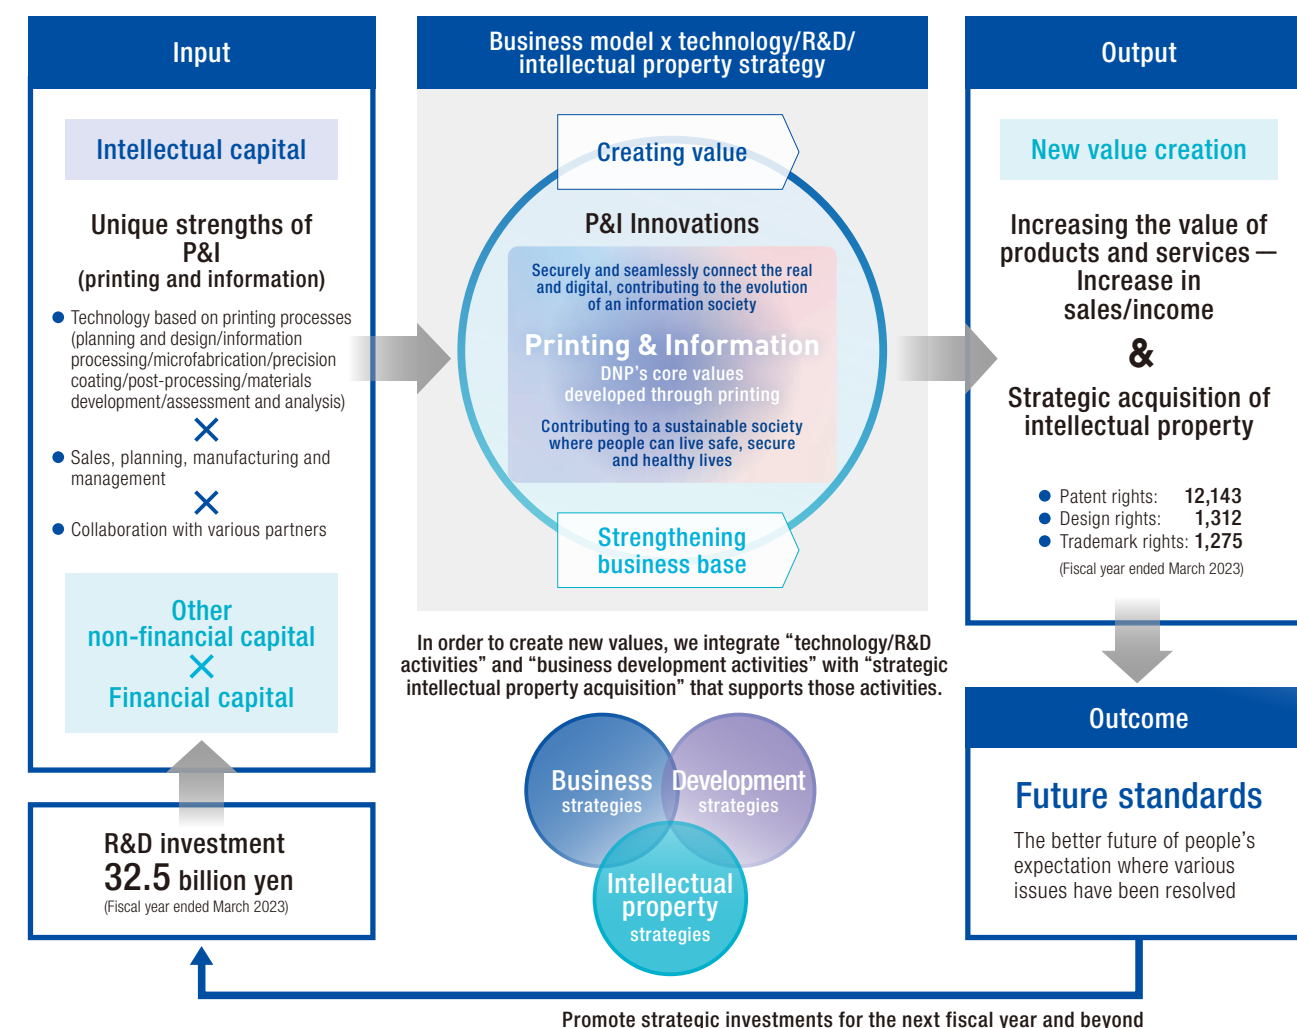 Input
Intellectual capital
Unique strengths of
P&I
(printing and information)
● Technology based on printing processes
(planning and design/information
processing/microfabrication/precision
coating/post-processing/materials
development/assessment and analysis)
×
● Sales, planning, manufacturing and
management
×
● Collaboration with various partners
Other
non-financial capital
×
Financial capital
R&D investment
32.5 billion yen
(Fiscal year ended March 2023)
Business model x technology/R&D/
intellectual property strategy
Creating value
P&I Innovations
Securely and seamlessly connect the real
and digital, contributing to the evolution
of an information society
Printing & Information
DNP's core values
developed through printing
Contributing to a sustainable society
where people can live safe, secure
and healthy lives
Strengthening
business base
In order to create new values, we integrate “technology/R&D
activities” and “business development activities” with “strategic
intellectual property acquisition” that supports those activities.
Business
strategies
Development
strategies
Intellectual
property
strategies
Output
New value creation
Increasing the value of
products and services —
Increase in
sales/income
&
Strategic acquisition of
intellectual property
● Patent rights: 12,143
● Design rights: 1,312
● Trademark rights: 1,275
(Fiscal year ended March 2023)
Outcome
Future standards
The better future of people's
expectation where various
issues have been resolved
Promote strategic investments for the next fiscal year and beyond